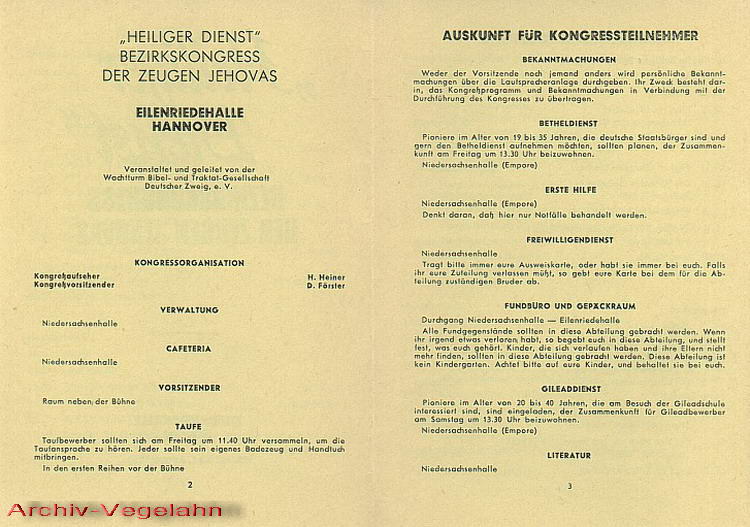 „HEILIGER DIENST"
BEZIRKSKONGRESS
DER ZEUGEN JEHOVAS
EILENRIEDEHALLE
HANNOVER
Veranstaltet und geleitet von der
Wachtturm Bibel- und Traktat-Gesellschaft
Deutscher Zweig, e. V.
KONGRESSORGANISATION
Kongreßaufseher H. Heiner
Kongreßvorsitzender D. Förster
VERWALTUNG
Niedersachsenhalle
CAFETERIA
Niedersachsenhalle
VORSITZENDER
Raum neben der Bühne
TAUFE
Taufbewerber sollten sich am Freitag um 11.40 Uhr versammeln, um die
Taufansprache zu hören. Jeder sollte sein eigenes Badezeug und Handtuch
mitbringen.
In den ersten Reihen vor der Bühne
2
AUSKUNFT FÜR KONGRESSTEILNEHMER
BEKANNTMACHUNGEN
Weder der Vorsitzende noch jemand anders wird persönliche Bekannt-
machungen über die Lautsprecheranlage durchgeben. Ihr Zweck besteht dar-
in, das Kongreßprogramm und Bekanntmachungen in Verbindung mit der
Durchführung des Kongresses zu übertragen.
BETHELDIENST
Pioniere im Alter von 19 bis 35 Jahren, die deutsche Staatsbürger sind und
gern den Betheldienst aufnehmen möchten, sollten planen, der Zusammen-
kunft am Freitag um 13.30 Uhr beizuwohnen.
Niedersachsenhalle (Empore)
ERSTE HILFE
Niedersachsenhalle (Empore)
Denkt daran, daß hier nur Notfälle behandelt werden.
FREIWILLIGENDIENST
Niedersachsenhalle
Tragt bitte immer eure Ausweiskarte, oder habt sie immer bei euch. Falls
ihr eure Zuteilung verlassen müßt, so gebt eure Karte bei dem für die Ab-
teilung zuständigen Bruder ab.
FUNDBÜRO UND GEPÄCKRAUM
Durchgang Niedersachsenhalle — Eilenriedehalle
Alle Fundgegenstände sollten in diese Abteilung gebracht werden. Wenn
ihr irgend etwas verloren habt, so begebt euch in diese Abteilung, und stellt
fest, was euch gehört. Kinder, die sich verlaufen haben und ihre Eltern nicht
mehr finden, sollten in diese Abteilung gebracht werden. Diese Abteilung ist
kein Kindergarten. Achtet bitte auf eure Kinder, und behaltet sie bei euch.
GILEADDIENST
Pioniere im Alter von 20 bis 40 Jahren, die am Besuch der Gileadschule
interessiert sind, sind eingeladen, der Zusammenkunft für Gileadbewerber
am Samstag um 13.30 Uhr beizuwohnen.
Niedersachsenhalle (Empore)
LITERATUR
Niedersachsenhalle
3
Archiv-Vegelahn